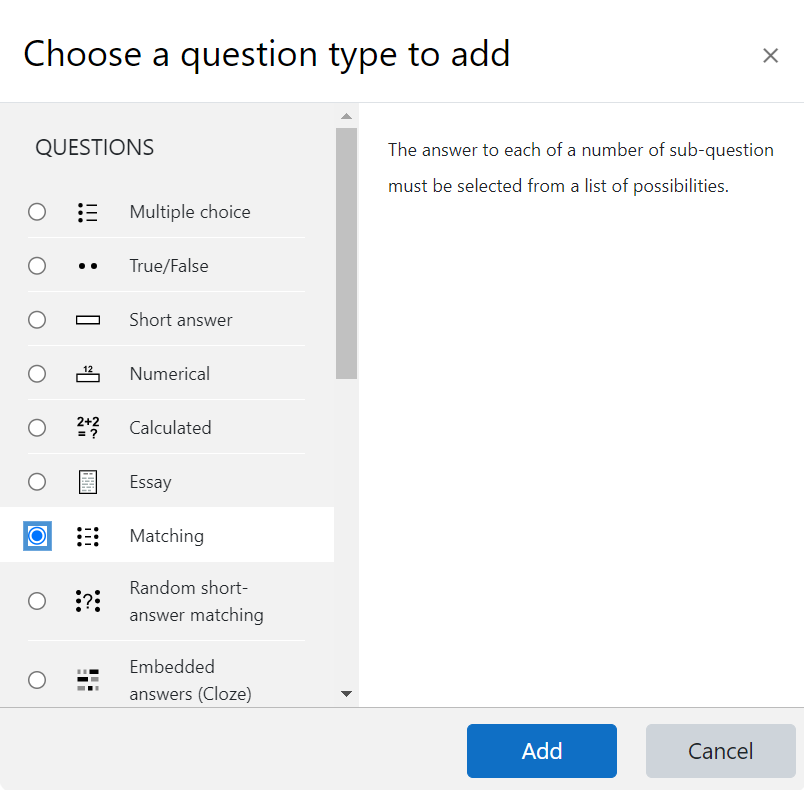 Choose a question type to add
QUESTIONS
Multiple choice
True/False
Short answer
12
Numerical
2+2
= ?
Calculated
Essay
Matching
?
Random short-
answer matching
Embedded
answers (Cloze)
The answer to each of a number of sub-question
must be selected from a list of possibilities.
Add
Cancel